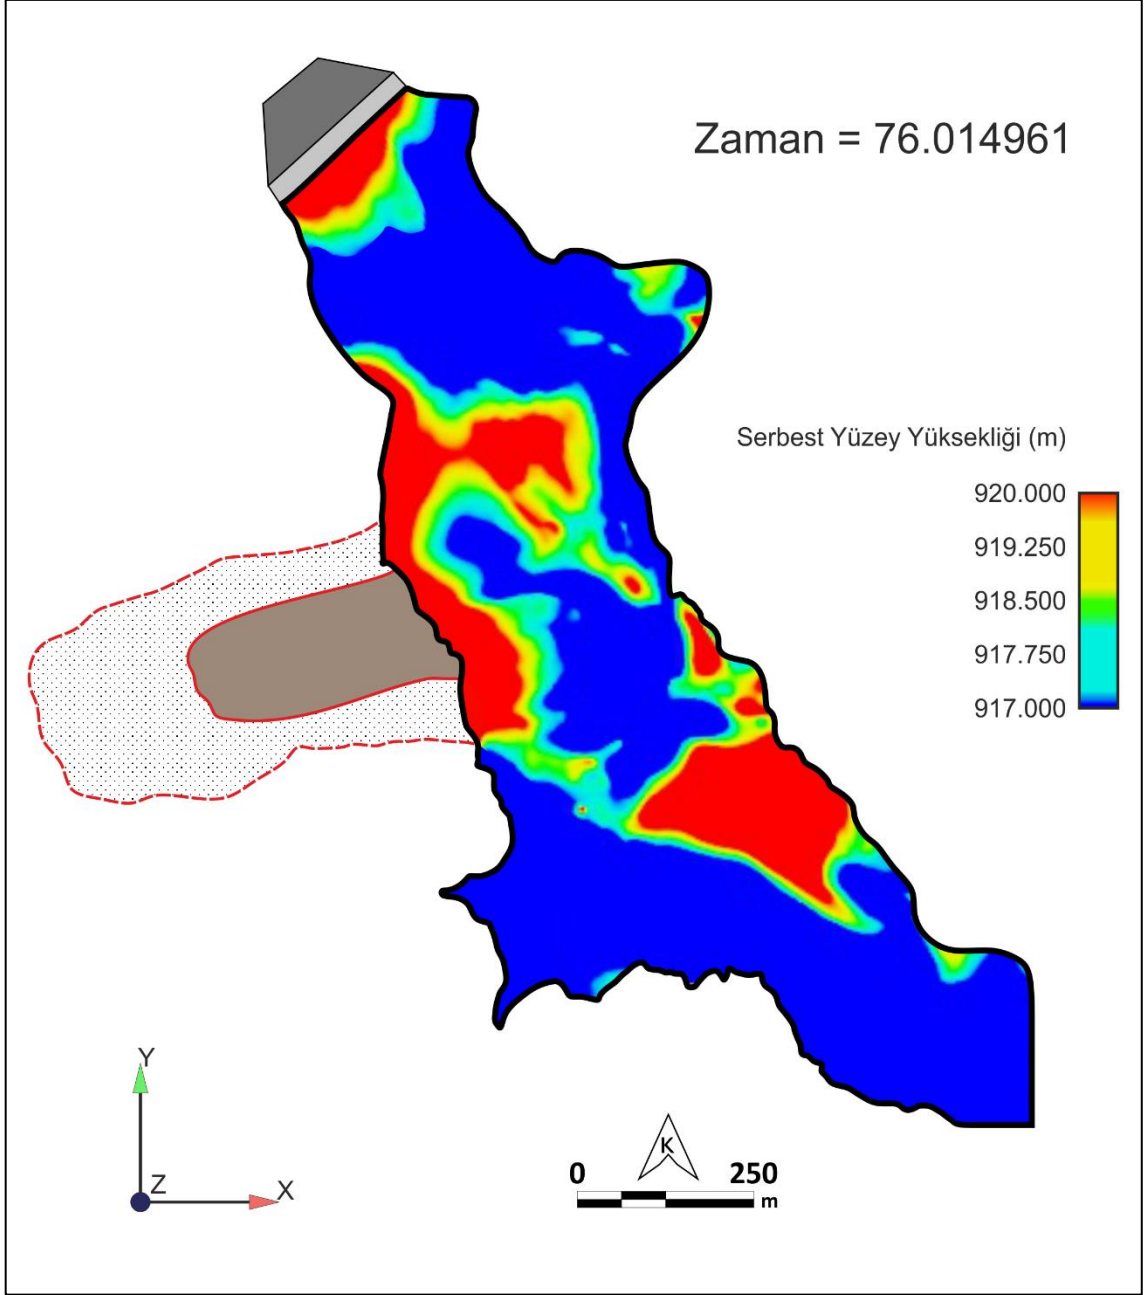 Zaman = 76.014961
Serbest Yüzey Yüksekliği (m)
920.000
919.250
918.500
917.750
917.000
Y
Z
X
K
0 250
m